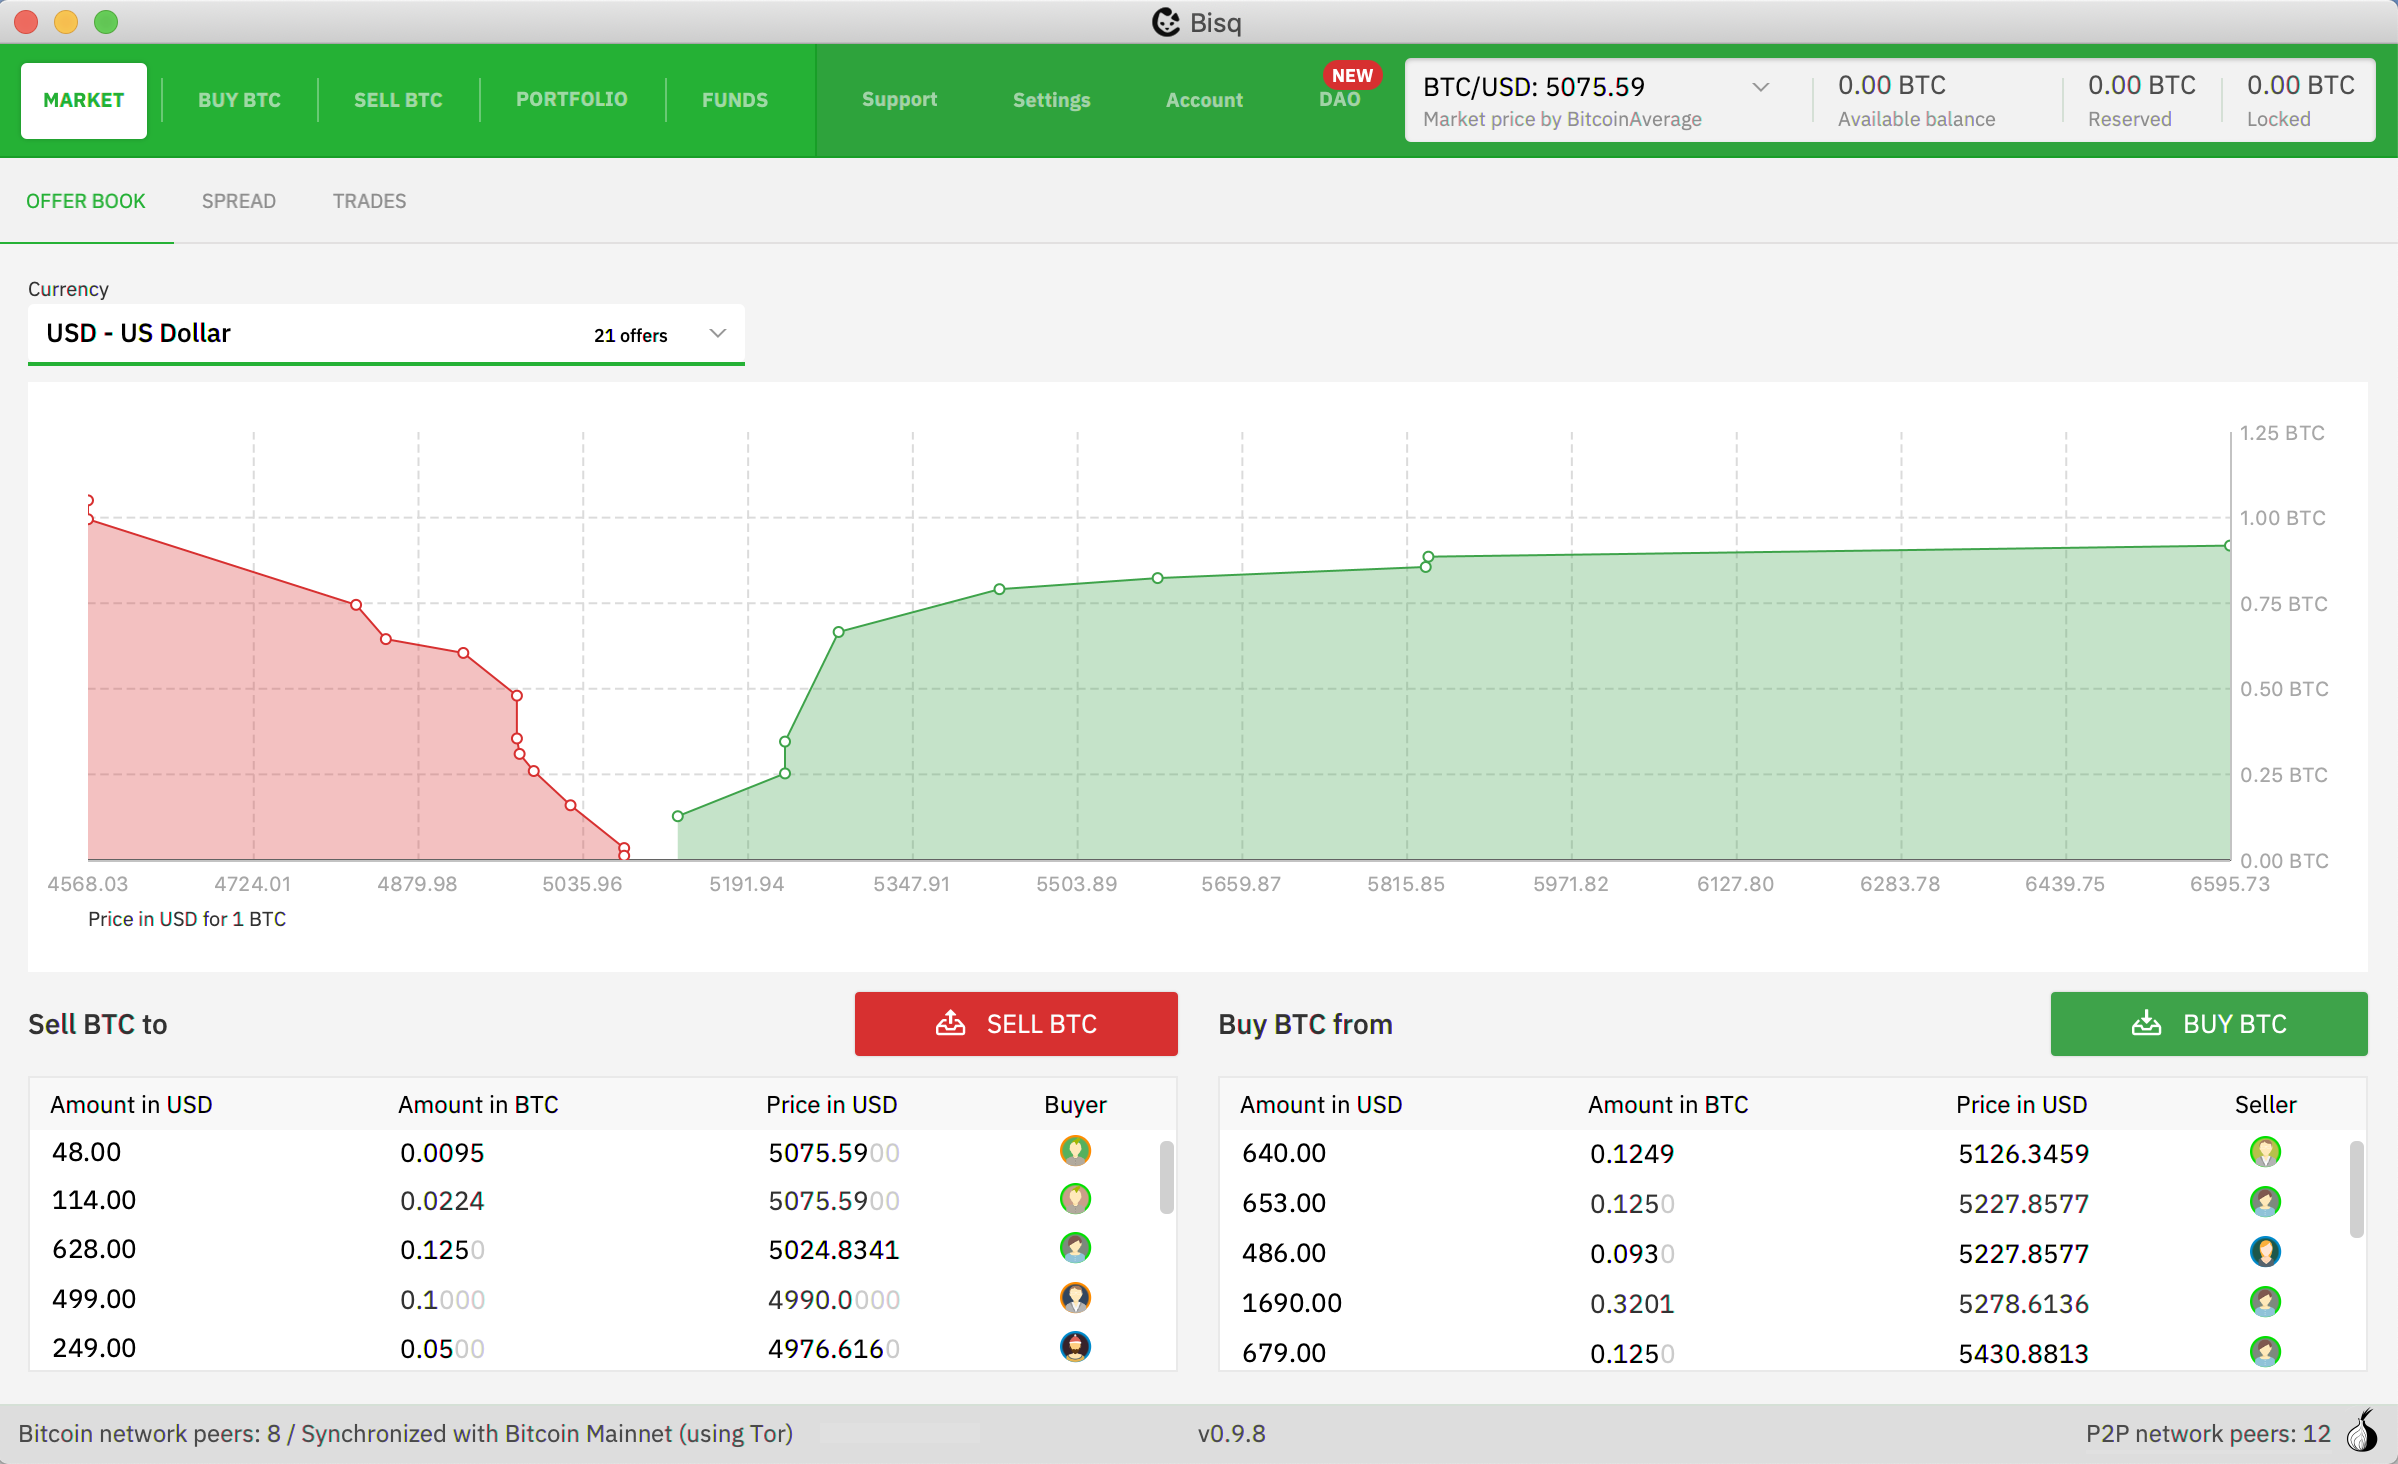 Bisq
MARKET BUY BTC SELL BTC PORTFOLIO FUNDS Support Settings Account DAO NEW
BTC/USD: 5075.59 0.00 BTC 0.00 BTC 0.00 BTC
Market price by BitcoinAverage Available balance Reserved Locked
OFFER BOOK SPREAD TRADES
Currency
USD - US Dollar 21 offers
1.25 BTC
1.00 BTC
0.75 BTC
0.50 BTC
0.25 BTC
0.00 BTC
4568.03 4724.01 4879.98 5035.96 5191.94 5347.91 5503.89 5659.87 5815.85 5971.82 6127.80 6283.78 6439.75 6595.73
Price in USD for 1 BTC
Sell BTC to SELL BTC
Amount in USD Amount in BTC Price in USD Buyer
48.00 0.0095 5075.5900
114.00 0.0224 5075.5900
628.00 0.1250 5024.8341
499.00 0.1000 4990.0000
249.00 0.0500 4976.6160
Buy BTC from BUY BTC
Amount in USD Amount in BTC Price in USD Seller
640.00 0.1249 5126.3459
653.00 0.1250 5227.8577
486.00 0.0930 5227.8577
1690.00 0.3201 5278.6136
679.00 0.1250 5430.8813
Bitcoin network peers: 8 / Synchronized with Bitcoin Mainnet (using Tor) v0.9.8 P2P network peers: 12